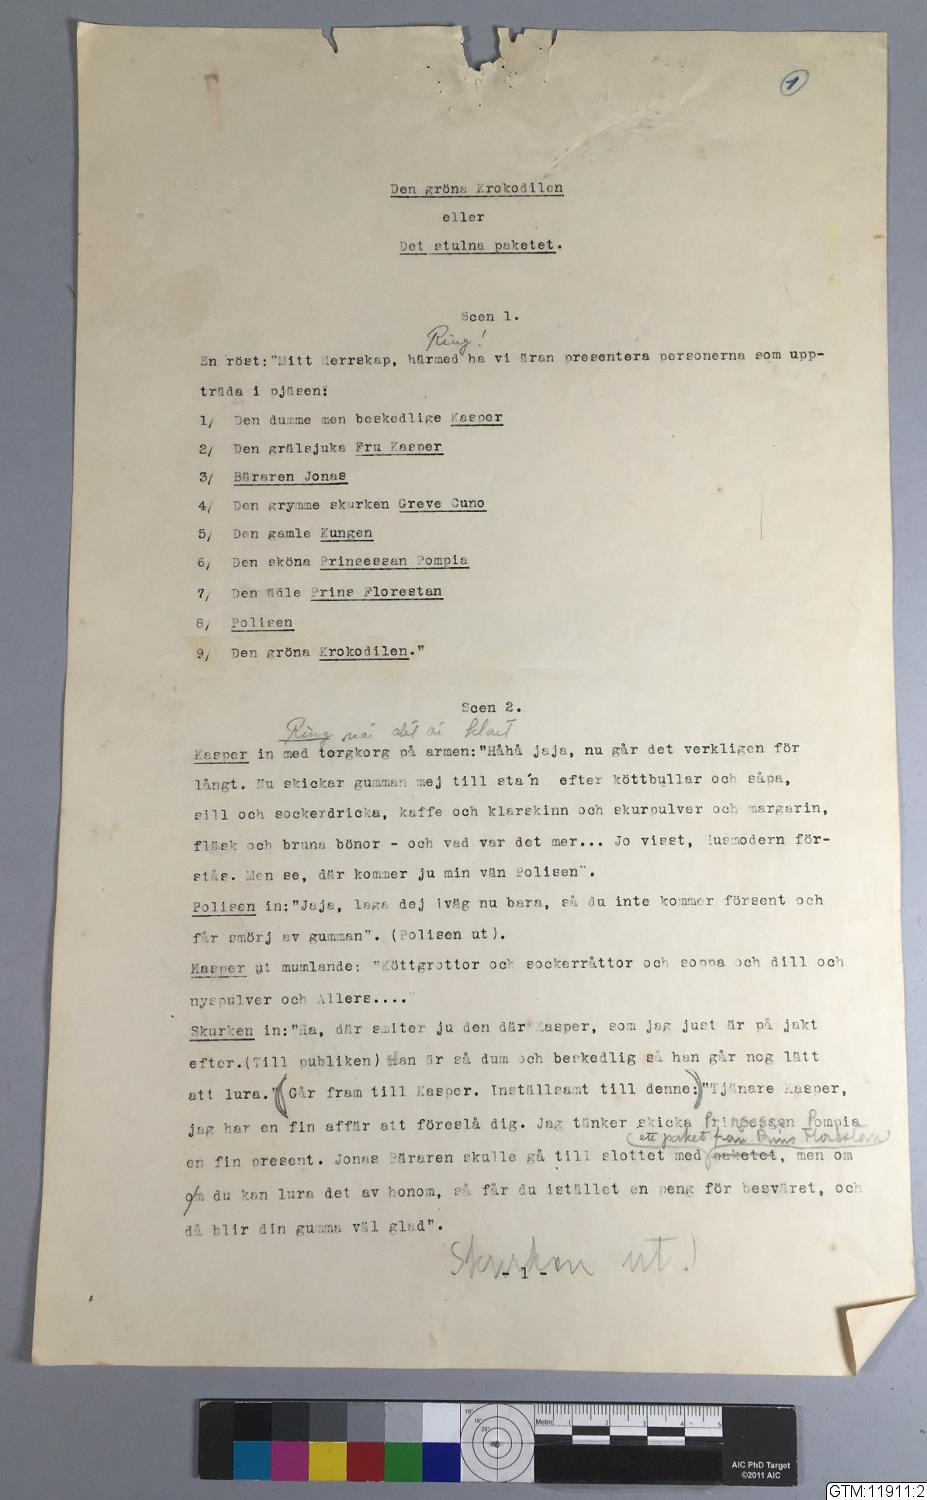 1
Den gröna Krokodilen
eller
Det stulna paketet.
Scen 1.
Ring!
En röst:"Mitt Herrskap, härmed ha vi äran presentera personerna som upp-
träda i pjäsen:
1/ Den dumme men beskedlige Kasper
2/ Den grälsjuka Fru Kasper
3/ Bäraren Jonas
4/ Den grymme skurken Greve Cuno
5/ Den gamle Kungen
6/ Den sköna Prinsessan Pompia
7/ Den ädle Prins Florestan
8/ Polisen
9/ Den gröna Krokodilen."
Scen 2.
Ring när det är klart
Kasper in med torgkorg på armen:"Håhå jaja, nu går det verkligen för
långt. Nu skickar gumman mej till sta'n efter köttbullar och såpa,
sill och sockerdricka, kaffe och klarskinn och skurpulver och margarin,
fläsk och bruna bönor - och vad var det mer... Jo visst, Husmodern för-
stås. Men se, där kommer ju min vän Polisen".
Polisen in:"Jaja, laga dej iväg nu bara, så du inte kommer försent och
får smörj av gumman". (Polisen ut).
Kasper ut mumlande: "Köttgrottor och sockerråttor och soppa och dill och
nyspulver och Allers...."
Skurken in:"Ha, där smiter ju den där Kasper, som jag just är på jakt
efter.(Till publiken) Han är så dum och beskedlig så han går nog lätt
att lura."(Går fram till Kasper. Inställsamt till denne:)"Tjänare Kasper,
jag har en fin affär att föreslå dig. Jag tänker skicka Prinsessan Pompia
(ett paket från Prins Florestan)
en fin present. Jonas Bäraren skulle gå till slottet med paketet, men om
om du kan lura det av honom, så får du istället en peng för besväret, och
då blir din gumma väl glad".
Skurken ut!
- 1 -
Metric 1 2 3 4 5
AIC PhD Target
©2011 AIC
GTM:11911:2